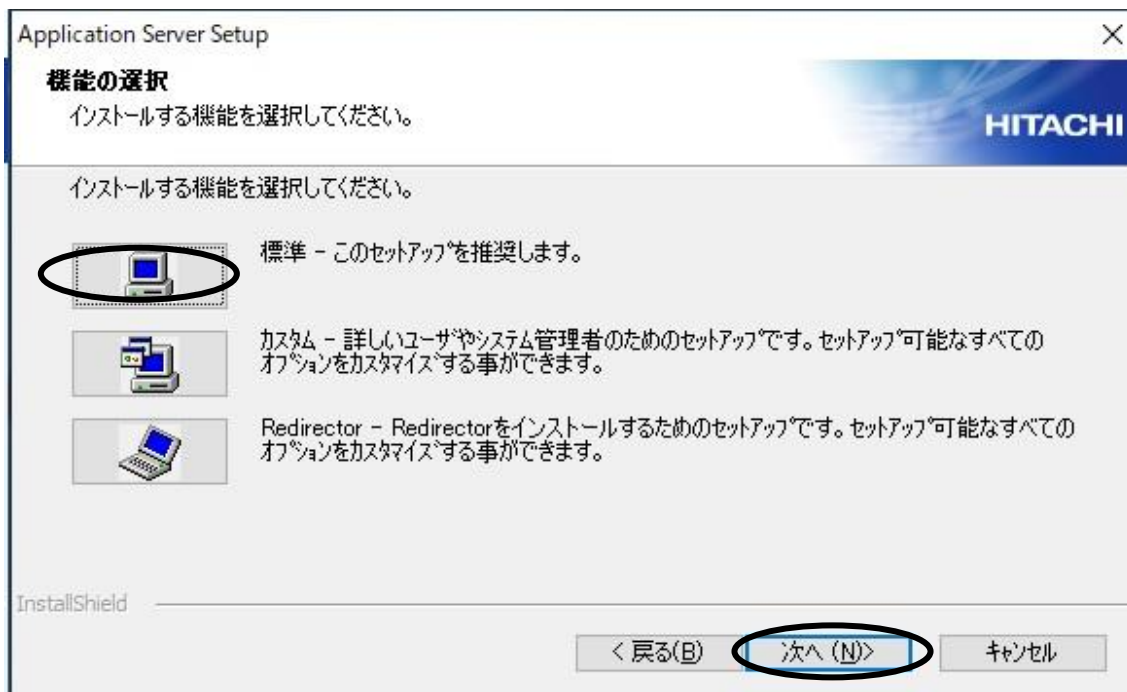 Application Server Setup
機能の選択
インストールする機能を選択してください。
HITACHI
インストールする機能を選択してください。
標準 - このセットアップを推奨します。
カスタム - 詳しいユーザやシステム管理者のためのセットアップです。セットアップ可能なすべての
オプションをカスタマイズする事ができます。
Redirector - Redirectorをインストールするためのセットアップです。セットアップ可能なすべての
オプションをカスタマイズする事ができます。
InstallShield
< 戻る(B)
次へ (N)>
キャンセル